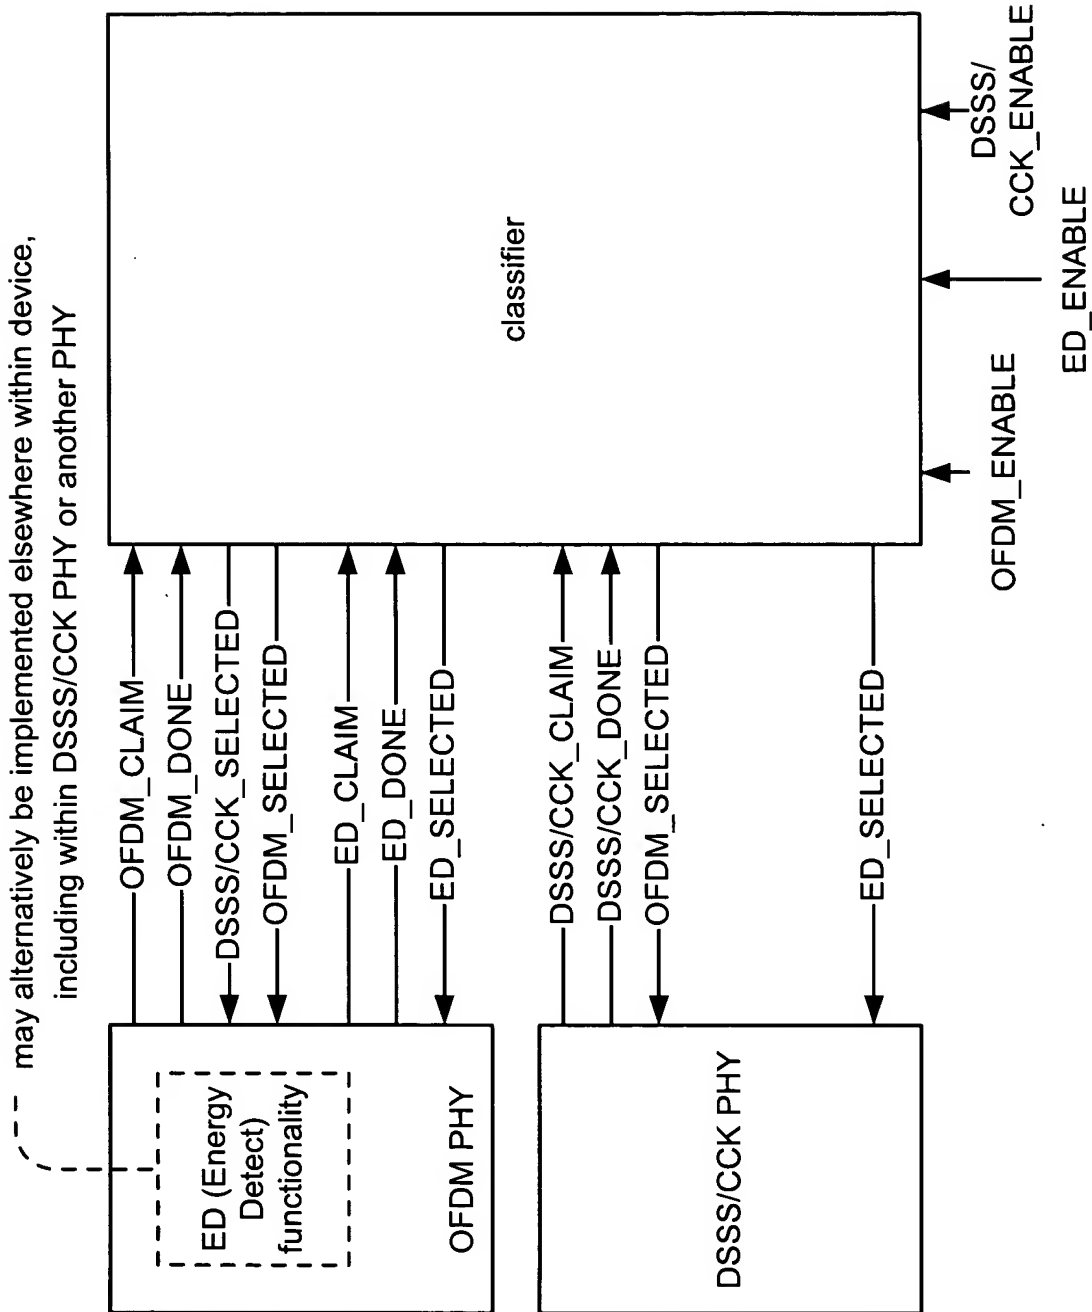 may alternatively be implemented elsewhere within device,
including within DSSS/CCK PHY or another PHY
ED (Energy
Detect)
functionality
OFDM PHY
OFDM_CLAIM
OFDM_DONE
DSSS/CCK_SELECTED
OFDM_SELECTED
ED_CLAIM
ED_DONE
ED_SELECTED
DSSS/CCK PHY
DSSS/CCK_CLAIM
DSSS/CCK_DONE
OFDM_SELECTED
ED_SELECTED
classifier
OFDM_ENABLE
ED_ENABLE
DSSS/
CCK_ENABLE